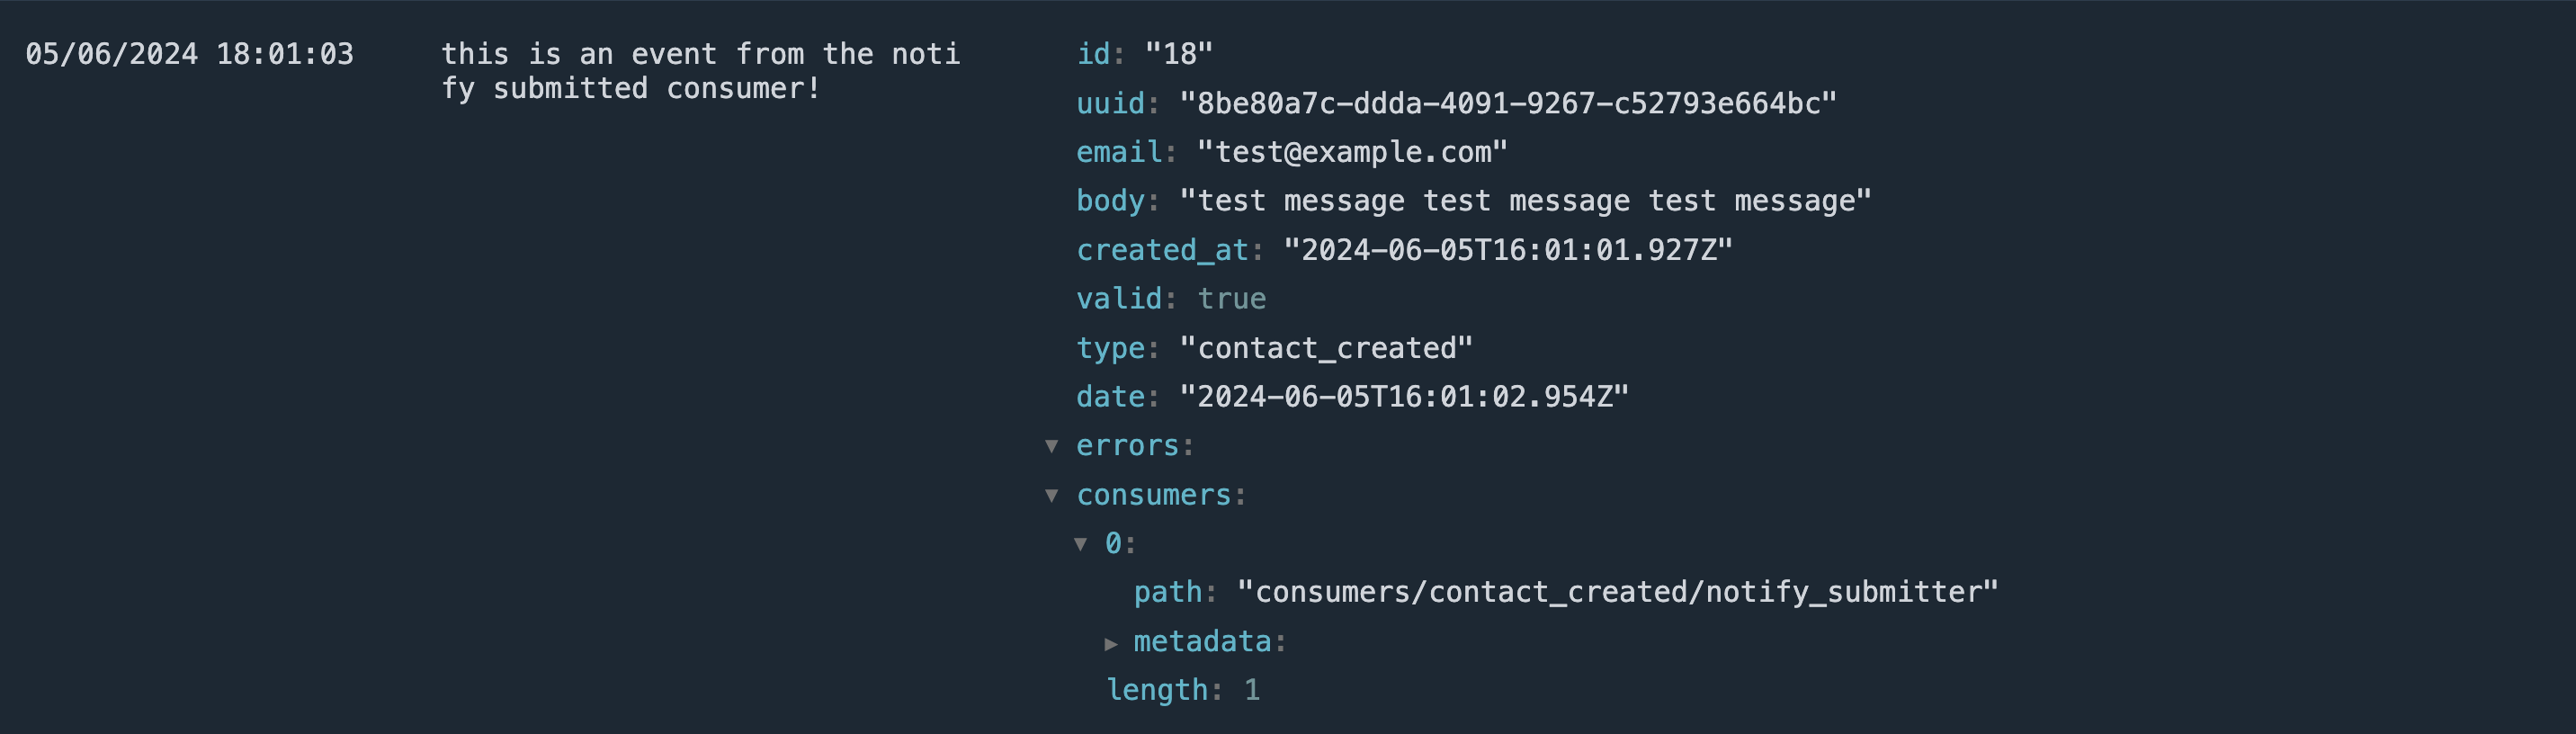 05/06/2024 18:01:03
this is an event from the noti
fy submitted consumer!
id: "18"
uuid: "8be80a7c-ddda-4091-9267-c52793e664bc"
email: "test@example.com"
body: "test message test message test message"
created_at: "2024-06-05T16:01:01.927Z"
valid: true
type: "contact_created"
date: "2024-06-05T16:01:02.954Z"
▼ errors:
▼ consumers:
▼ 0:
path: "consumers/contact_created/notify_submitter"
▶ metadata:
length: 1